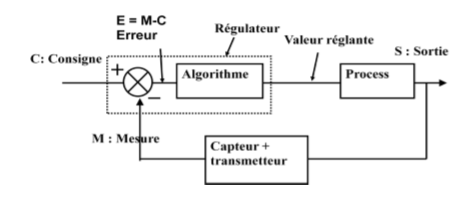 E = M-C
Erreur
Régulateur
Valeur réglante
S : Sortie
C: Consigne
+
Algorithme
Process
−
M : Mesure
Capteur +
transmetteur